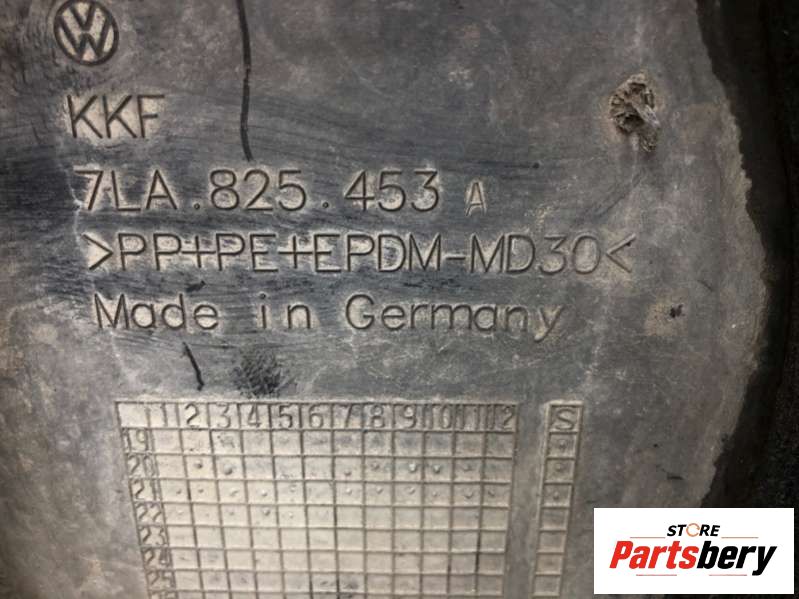 VW
KKF
7LA.825.453 A
>PP+PE+EPDM-MD30<
Made in Germany
1 2 3 4 5 6 7 8 9 10 11 12 S
19
20
21
22
23
24
25
STORE
Partsbery